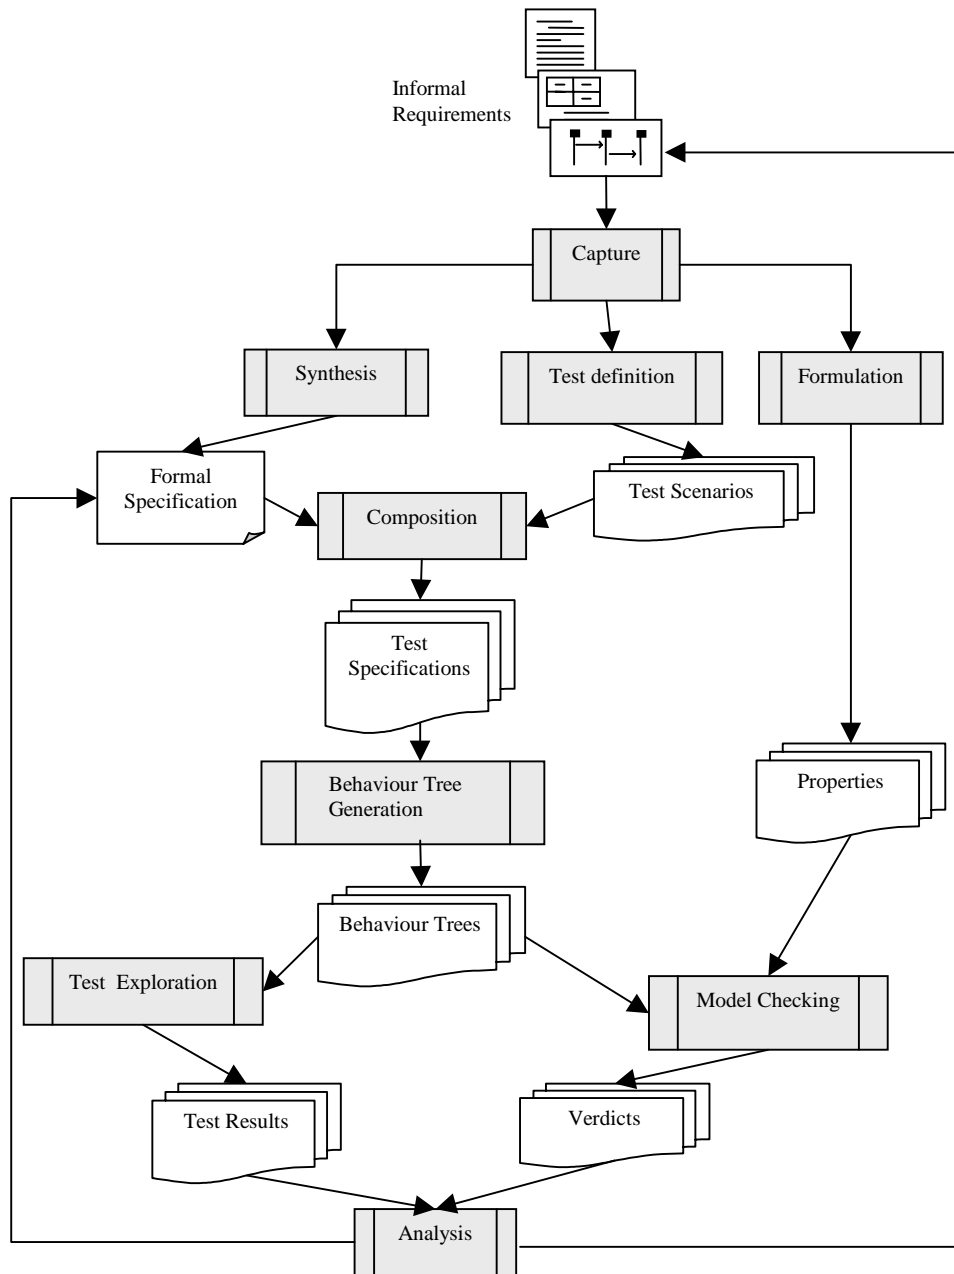 Informal
Requirements
Capture
Synthesis
Test definition
Formulation
Formal
Specification
Composition
Test Scenarios
Test
Specifications
Behaviour Tree
Generation
Properties
Behaviour Trees
Test Exploration
Model Checking
Test Results
Verdicts
Analysis